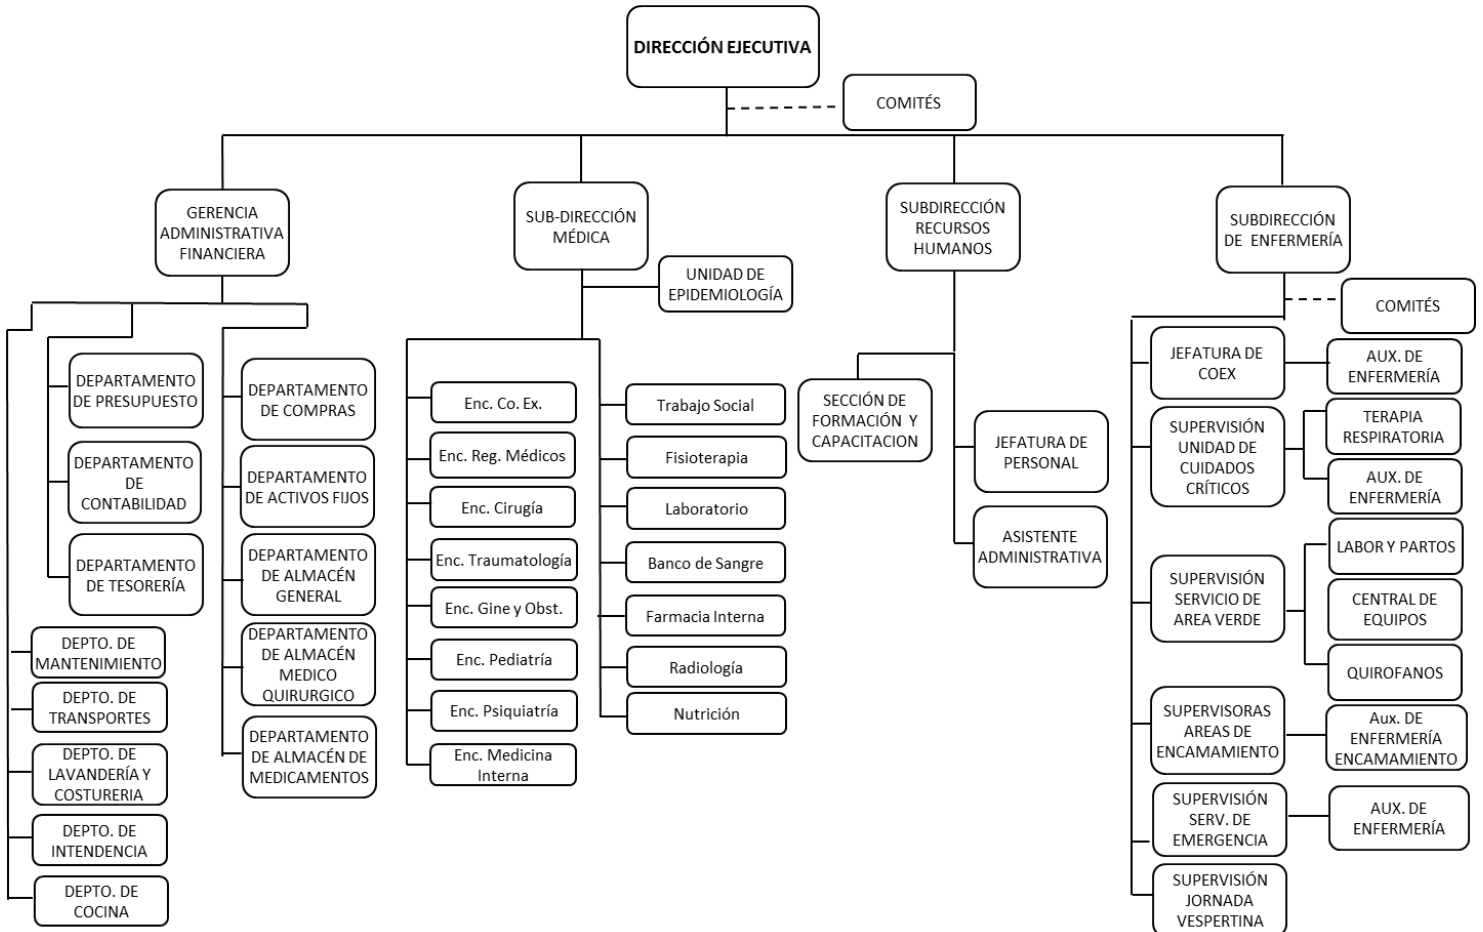 DIRECCIÓN EJECUTIVA
COMITÉS
GERENCIA
ADMINISTRATIVA
FINANCIERA
SUB-DIRECCIÓN
MÉDICA
SUBDIRECCIÓN
RECURSOS
HUMANOS
SUBDIRECCIÓN
DE ENFERMERÍA
UNIDAD DE
EPIDEMIOLOGÍA
COMITÉS
DEPARTAMENTO
DE PRESUPUESTO
DEPARTAMENTO
DE
CONTABILIDAD
DEPARTAMENTO
DE TESORERÍA
DEPTO. DE
MANTENIMIENTO
DEPTO. DE
TRANSPORTES
DEPTO. DE
LAVANDERÍA Y
COSTURERIA
DEPTO. DE
INTENDENCIA
DEPTO. DE
COCINA
DEPARTAMENTO
DE COMPRAS
DEPARTAMENTO
DE ACTIVOS FIJOS
DEPARTAMENTO
DE ALMACÉN
GENERAL
DEPARTAMENTO
DE ALMACÉN
MEDICO
QUIRURGICO
DEPARTAMENTO
DE ALMACÉN DE
MEDICAMENTOS
Enc. Co. Ex.
Enc. Reg. Médicos
Enc. Cirugía
Enc. Traumatología
Enc. Gine y Obst.
Enc. Pediatría
Enc. Psiquiatría
Enc. Medicina
Interna
Trabajo Social
Fisioterapia
Laboratorio
Banco de Sangre
Farmacia Interna
Radiología
Nutrición
SECCIÓN DE
FORMACIÓN Y
CAPACITACION
JEFATURA DE
PERSONAL
ASISTENTE
ADMINISTRATIVA
JEFATURA DE
COEX
AUX. DE
ENFERMERÍA
SUPERVISIÓN
UNIDAD DE
CUIDADOS
CRÍTICOS
TERAPIA
RESPIRATORIA
AUX. DE
ENFERMERÍA
SUPERVISIÓN
SERVICIO DE
AREA VERDE
LABOR Y PARTOS
CENTRAL DE
EQUIPOS
QUIROFANOS
SUPERVISORAS
AREAS DE
ENCAMAMIENTO
Aux. DE
ENFERMERÍA
ENCAMAMIENTO
SUPERVISIÓN
SERV. DE
EMERGENCIA
AUX. DE
ENFERMERÍA
SUPERVISIÓN
JORNADA
VESPERTINA